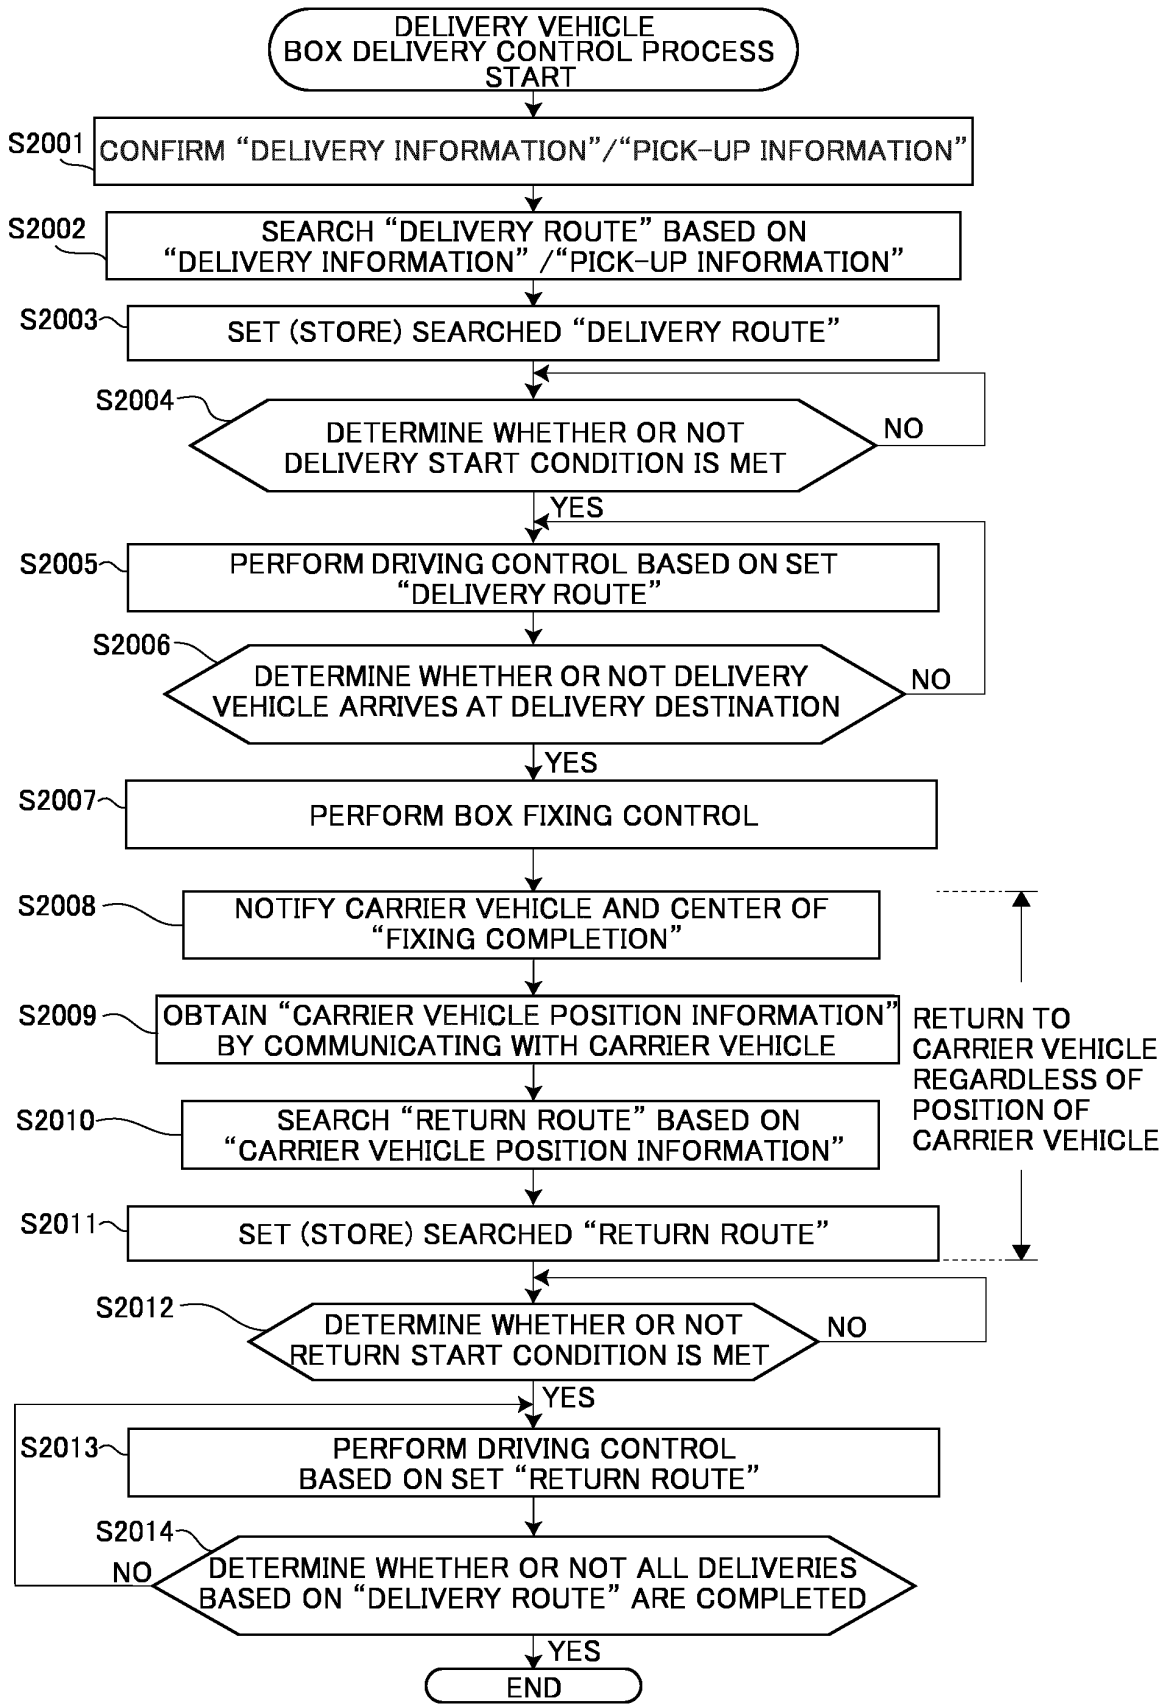 DELIVERY VEHICLE
BOX DELIVERY CONTROL PROCESS
START
S2001
CONFIRM “DELIVERY INFORMATION”/“PICK-UP INFORMATION”
S2002
SEARCH “DELIVERY ROUTE” BASED ON
“DELIVERY INFORMATION” /“PICK-UP INFORMATION”
S2003
SET (STORE) SEARCHED “DELIVERY ROUTE”
S2004
DETERMINE WHETHER OR NOT
DELIVERY START CONDITION IS MET
NO
YES
S2005
PERFORM DRIVING CONTROL BASED ON SET
“DELIVERY ROUTE”
S2006
DETERMINE WHETHER OR NOT DELIVERY
VEHICLE ARRIVES AT DELIVERY DESTINATION
NO
YES
S2007
PERFORM BOX FIXING CONTROL
S2008
NOTIFY CARRIER VEHICLE AND CENTER OF
“FIXING COMPLETION”
S2009
OBTAIN “CARRIER VEHICLE POSITION INFORMATION”
BY COMMUNICATING WITH CARRIER VEHICLE
RETURN TO
CARRIER VEHICLE
REGARDLESS OF
POSITION OF
CARRIER VEHICLE
S2010
SEARCH “RETURN ROUTE” BASED ON
“CARRIER VEHICLE POSITION INFORMATION”
S2011
SET (STORE) SEARCHED “RETURN ROUTE”
S2012
DETERMINE WHETHER OR NOT
RETURN START CONDITION IS MET
NO
YES
S2013
PERFORM DRIVING CONTROL
BASED ON SET “RETURN ROUTE”
S2014
NO
DETERMINE WHETHER OR NOT ALL DELIVERIES
BASED ON “DELIVERY ROUTE” ARE COMPLETED
YES
END